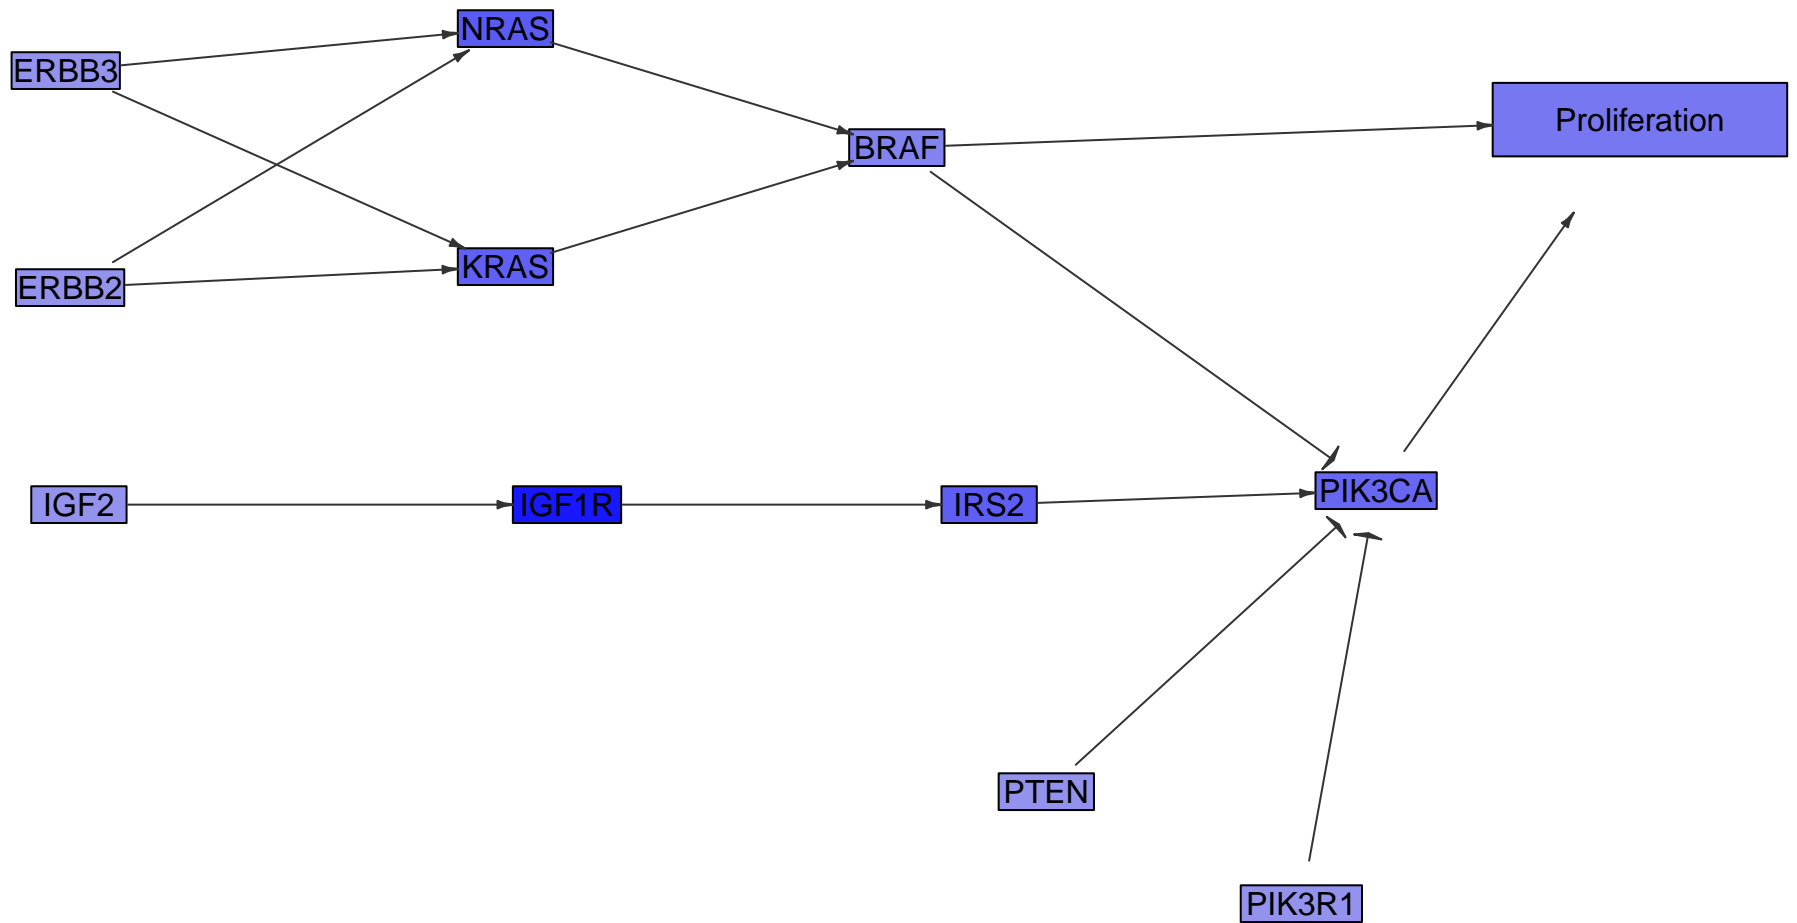 NRAS
ERBB3
Proliferation
BRAF
KRAS
ERBB2
IGF2
IGF1R
IRS2
PIK3CA
PTEN
PIK3R1